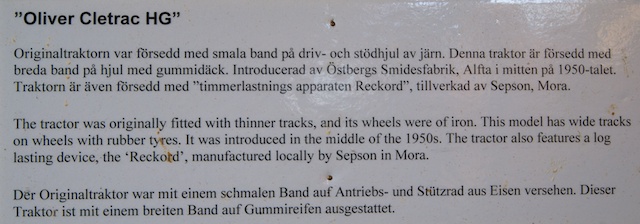 "Oliver Cletrac HG"
Originaltraktorn var försedd med smala band på driv- och stödhjul av järn. Denna traktor är försedd med
breda band på hjul med gummidäck. Introducerad av Östbergs Smidesfabrik, Alfta i mitten på 1950-talet.
Traktorn är även försedd med "timmerlastnings apparaten Reckord", tillverkad av Sepson, Mora.
The tractor was originally fitted with thinner tracks, and its wheels were of iron. This model has wide tracks
on wheels with rubber tyres. It was introduced in the middle of the 1950s. The tractor also features a log
lasting device, the 'Reckord', manufactured locally by Sepson in Mora.
Der Originaltraktor war mit einem schmalen Band auf Antriebs- und Stützrad aus Eisen versehen. Dieser
Traktor ist mit einem breiten Band auf Gummireifen ausgestattet.